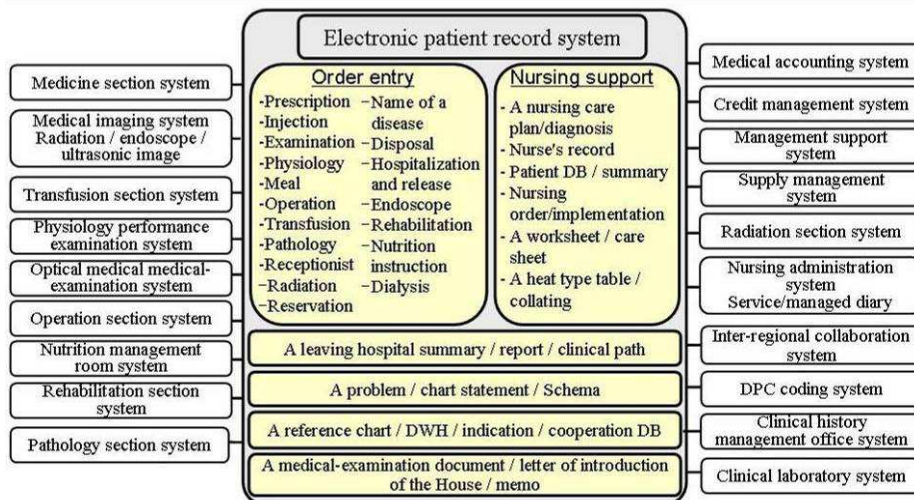 Electronic patient record system
Medicine section system
Medical imaging system
Radiation / endoscope /
ultrasonic image
Transfusion section system
Physiology performance
examination system
Optical medical medical-
examination system
Operation section system
Nutrition management
room system
Rehabilitation section
system
Pathology section system
Order entry
-Prescription
-Injection
-Examination
-Physiology
-Meal
-Operation
-Transfusion
-Pathology
-Receptionist
-Radiation
-Reservation
-Name of a
disease
-Disposal
-Hospitalization
and release
-Endoscope
-Rehabilitation
-Nutrition
instruction
-Dialysis
Nursing support
- A nursing care
plan/diagnosis
- Nurse's record
- Patient DB / summary
- Nursing
order/implementation
- A worksheet / care
sheet
- A heat type table /
collating
A leaving hospital summary / report / clinical path
A problem / chart statement / Schema
A reference chart / DWH / indication / cooperation DB
A medical-examination document / letter of introduction
of the House / memo
Medical accounting system
Credit management system
Management support
system
Supply management
system
Radiation section system
Nursing administration
system
Service/managed diary
Inter-regional collaboration
system
DPC coding system
Clinical history
management office system
Clinical laboratory system